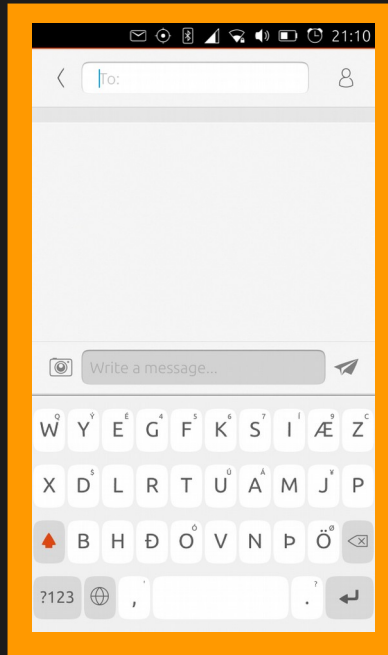 21:10
To:
Write a message...
W Y E G F K S I Æ Z
X D L R T U A M J P
B H Ð O V N Þ Ö
?123 , .